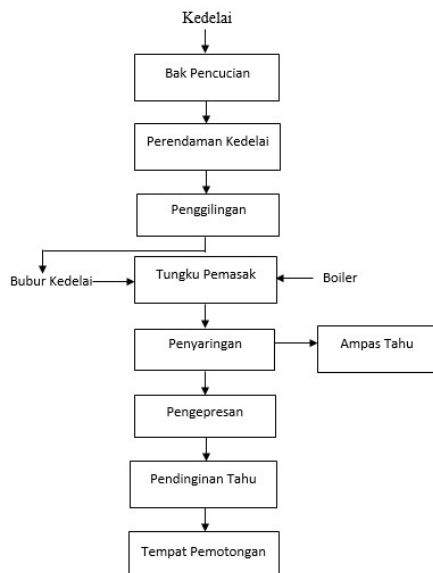 Kedelai
Bak Pencucian
Perendaman Kedelai
Penggilingan
Bubur Kedelai
Tungku Pemasak
Boiler
Penyaringan
Ampas Tahu
Pengepresan
Pendinginan Tahu
Tempat Pemotongan